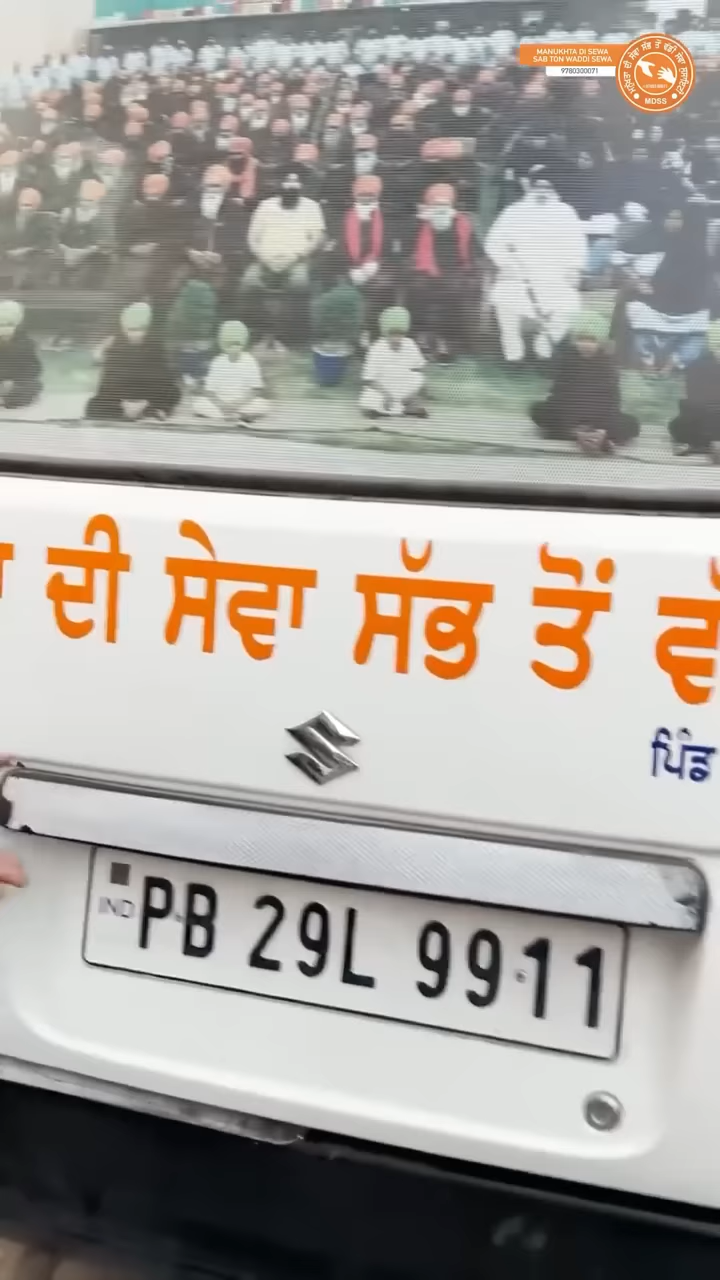 MANUKHTA DI SEWA
SAB TON WADDI SEWA
9780300071
MDSS
ਦੀ ਸੇਵਾ ਸੱਭ ਤੋਂ
ਪਿੰਡ
IND
PB 29L 9911